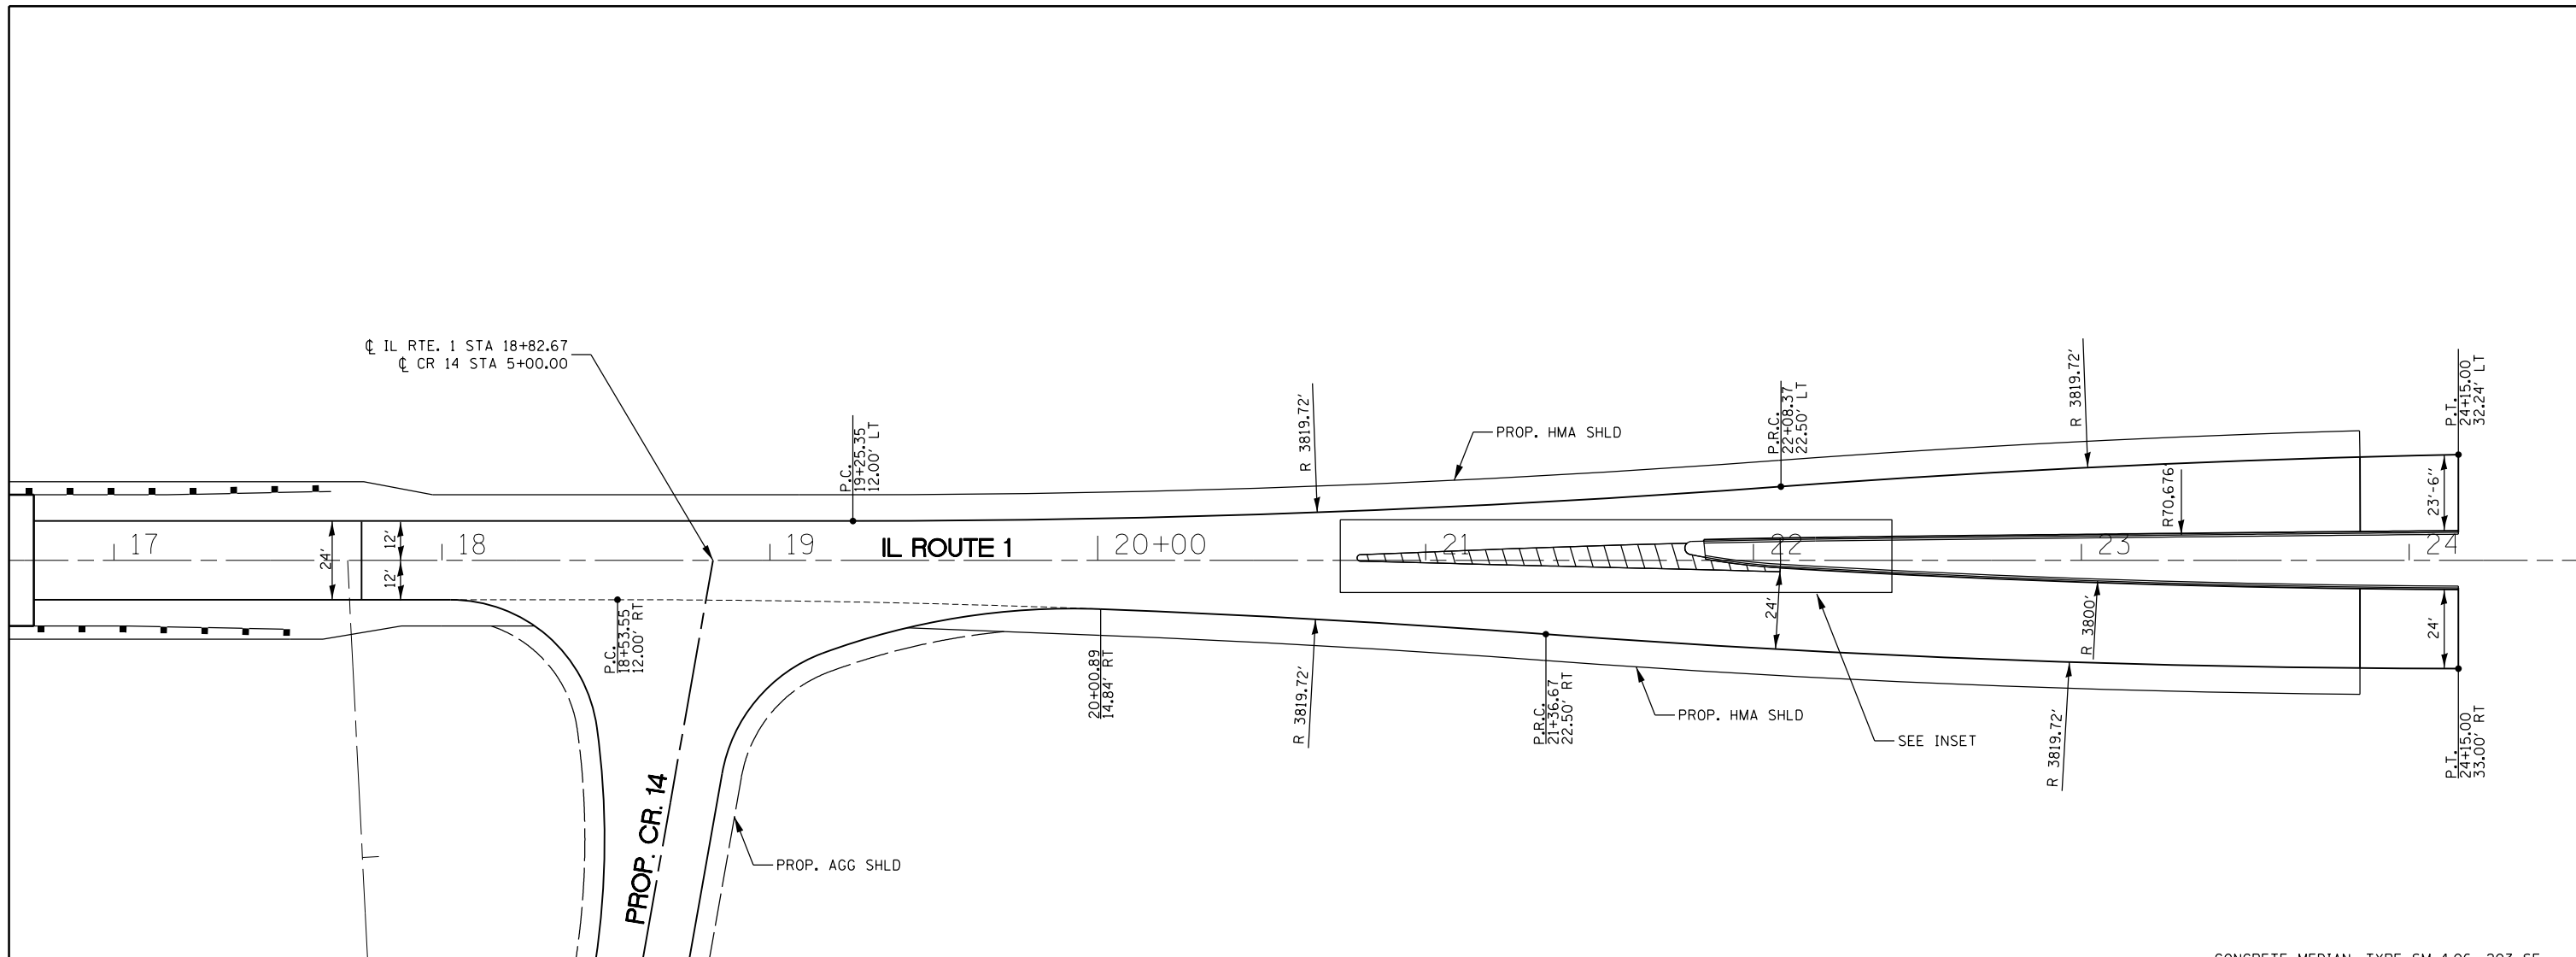 ℄ IL RTE. 1 STA 18+82.67
℄ CR 14 STA 5+00.00
P.C.
19+25.35
12.00' LT
R 3819.72'
PROP. HMA SHLD
P.R.C.
22+08.37
22.50' LT
R 3819.72'
P.T.
24+15.00
32.24' LT
R70.676'
23'-6"
24'
12'
12'
17
18
19
IL ROUTE 1
20+00
21
22
23
24
P.C.
18+53.55
12.00' RT
20+00.89
14.84' RT
R 3819.72'
P.R.C.
21+36.67
22.50' RT
24'
R 3800'
24'
PROP. HMA SHLD
SEE INSET
R 3819.72'
P.T.
24+15.00
33.00' RT
PROP. CR. 14
PROP. AGG SHLD